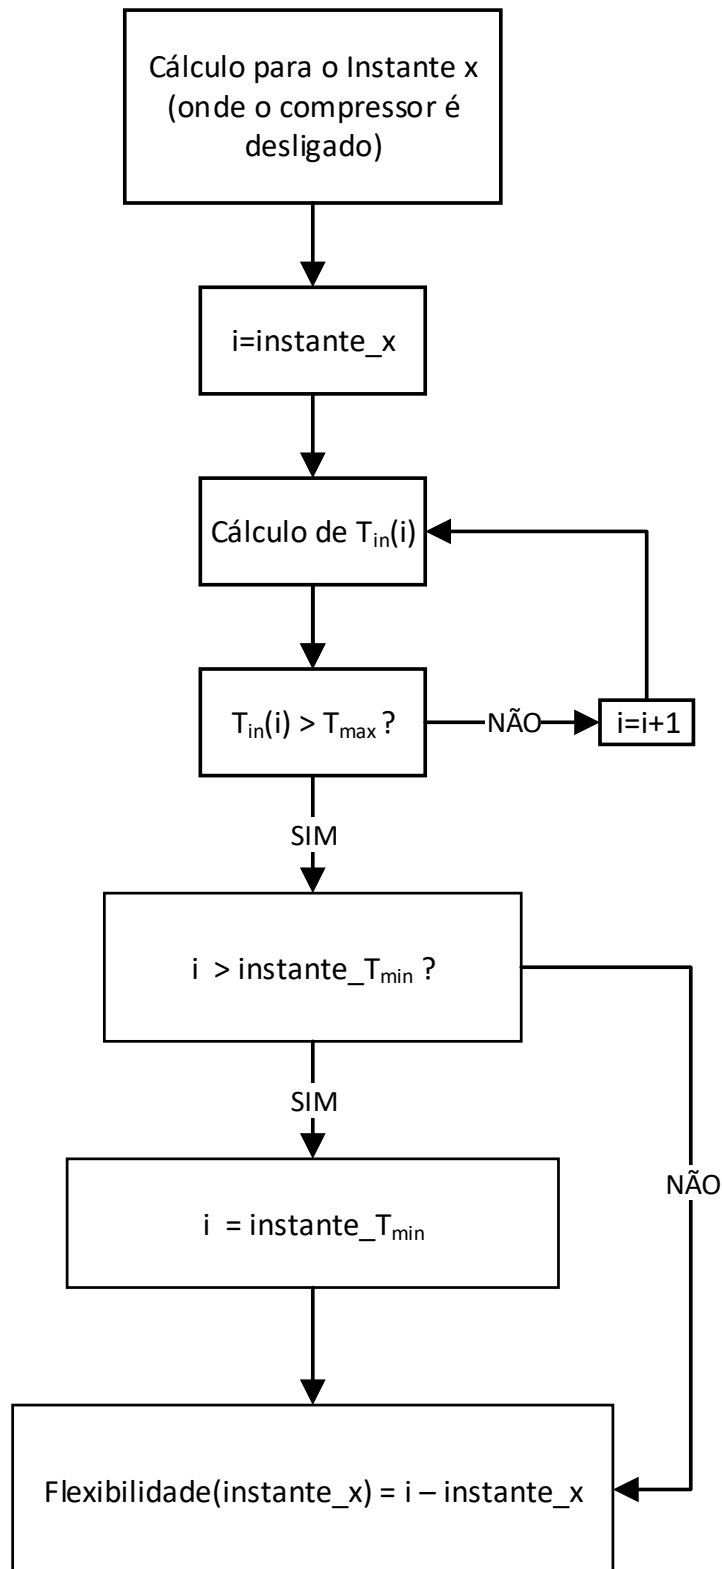 Cálculo para o Instante x
(onde o compressor é
desligado)
i=instante_x
Cálculo de Tin(i)
Tin(i) > Tmax ?
NÃO
i=i+1
SIM
i > instante_Tmin ?
SIM
NÃO
i = instante_Tmin
Flexibilidade(instante_x) = i – instante_x